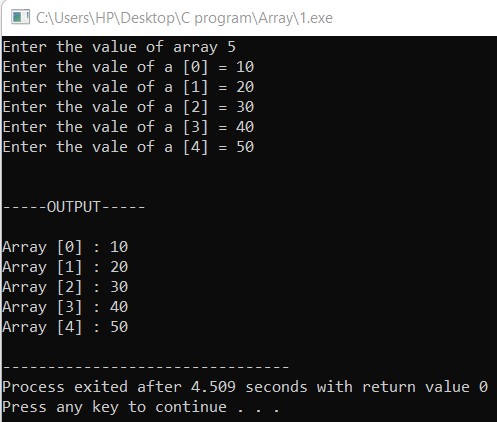 C:\Users\HP\Desktop\C program\Array\1.exe
Enter the value of array 5
Enter the vale of a [0] = 10
Enter the vale of a [1] = 20
Enter the vale of a [2] = 30
Enter the vale of a [3] = 40
Enter the vale of a [4] = 50
-----OUTPUT-----
Array [0] : 10
Array [1] : 20
Array [2] : 30
Array [3] : 40
Array [4] : 50
--------------------------------
Process exited after 4.509 seconds with return value 0
Press any key to continue . . .